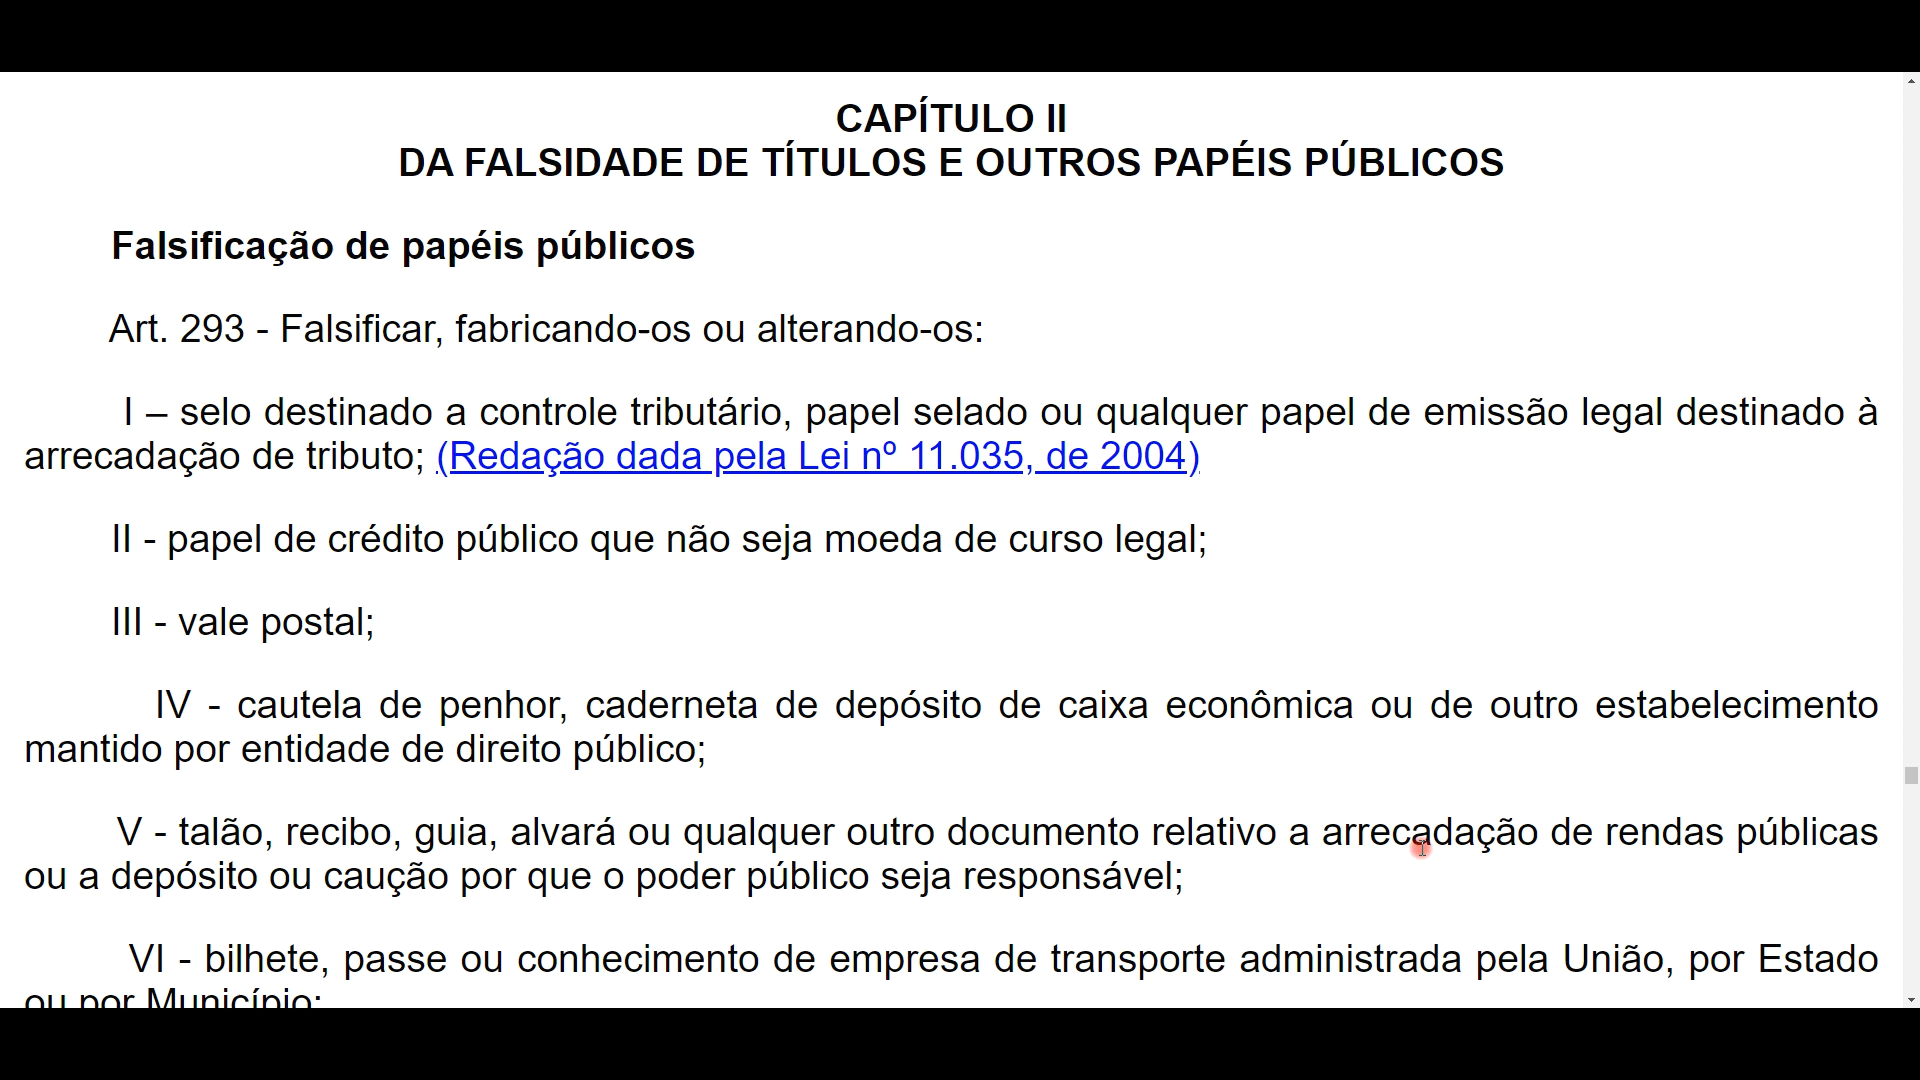 CAPÍTULO II
DA FALSIDADE DE TÍTULOS E OUTROS PAPÉIS PÚBLICOS
Falsificação de papéis públicos
Art. 293 - Falsificar, fabricando-os ou alterando-os:
I – selo destinado a controle tributário, papel selado ou qualquer papel de emissão legal destinado à
arrecadação de tributo; (Redação dada pela Lei nº 11.035, de 2004)
II - papel de crédito público que não seja moeda de curso legal;
III - vale postal;
IV - cautela de penhor, caderneta de depósito de caixa econômica ou de outro estabelecimento
mantido por entidade de direito público;
V - talão, recibo, guia, alvará ou qualquer outro documento relativo a arrecadação de rendas públicas
ou a depósito ou caução por que o poder público seja responsável;
VI - bilhete, passe ou conhecimento de empresa de transporte administrada pela União, por Estado
ou por Município: